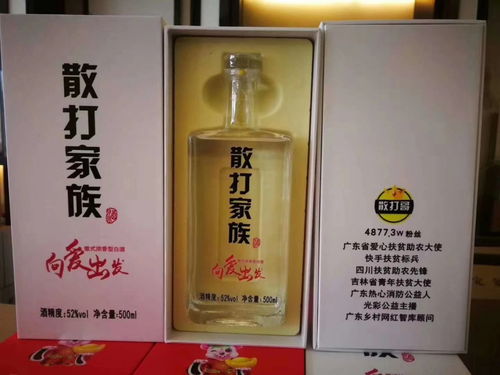 散打家族
浓香型白酒
向爱出发
酒精度:52%vol 净含量:500ml
散打家族
向爱出发
酒精度:52%vol 净含量:500ml
散打哥
4877.3W 粉丝
广东省爱心扶贫助农大使
快手扶贫标兵
四川扶贫助农先锋
吉林省青年扶贫大使
广东热心消防公益人
光彩公益主播
广东乡村网红智库顾问